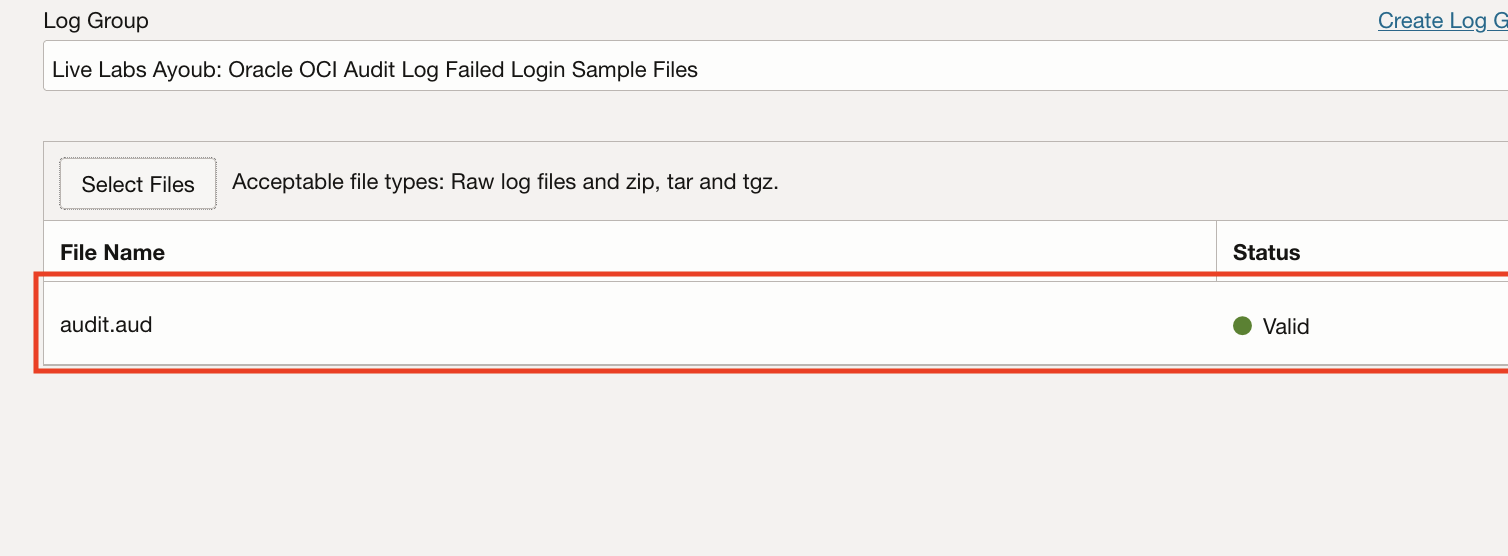 Log Group
Create Log G
Live Labs Ayoub: Oracle OCI Audit Log Failed Login Sample Files
Select Files
Acceptable file types: Raw log files and zip, tar and tgz.
File Name
Status
audit.aud
Valid